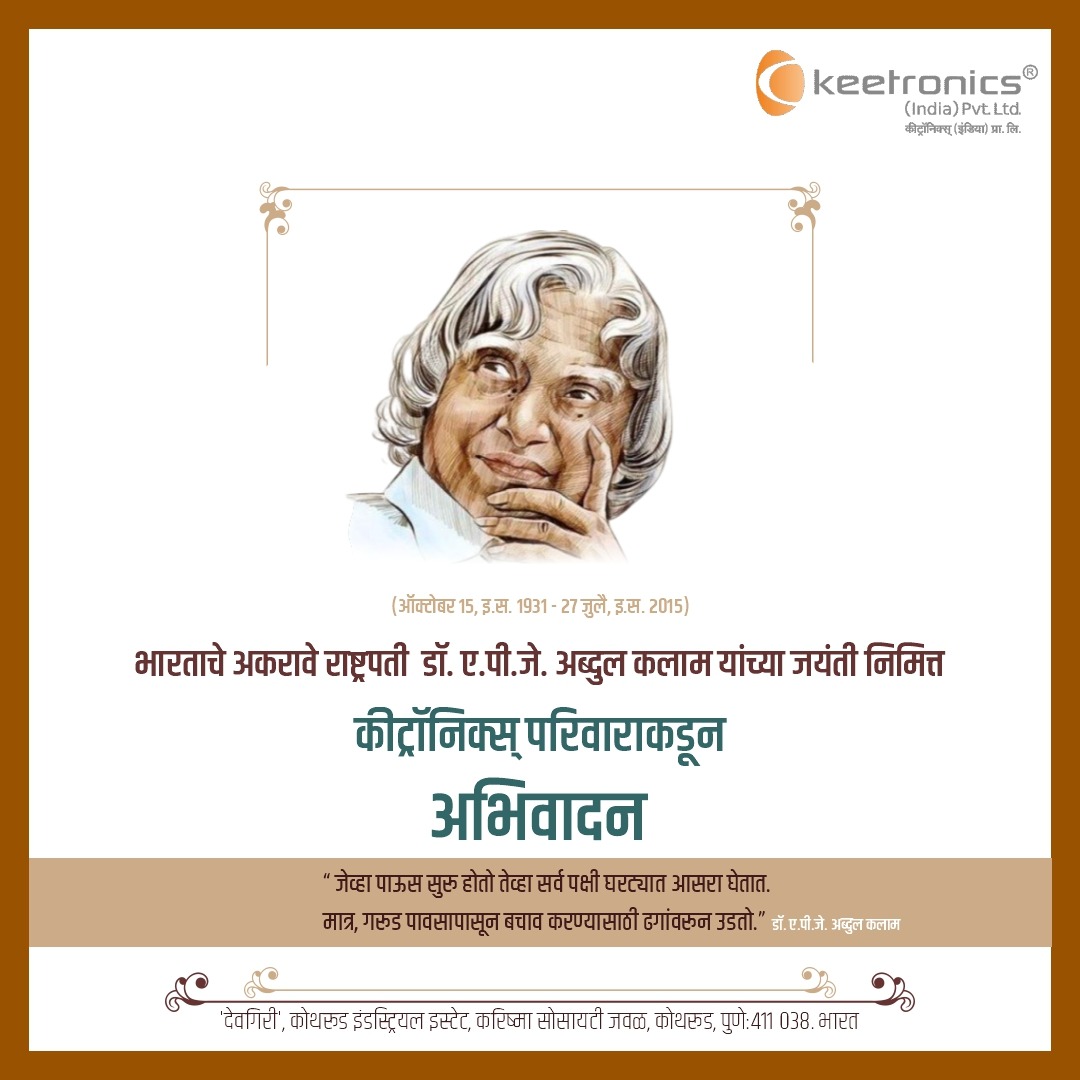 keetronics®
(India) Pvt. Ltd.
कीट्रॉनिक्स् (इंडिया) प्रा. लि.
(ऑक्टोबर 15, इ.स. 1931 - 27 जुलै, इ.स. 2015)
भारताचे अकरावे राष्ट्रपती डॉ. ए.पी.जे. अब्दुल कलाम यांच्या जयंती निमित्त
कीट्रॉनिक्स् परिवाराकडून
अभिवादन
“ जेव्हा पाऊस सुरू होतो तेव्हा सर्व पक्षी घरट्यात आसरा घेतात.
मात्र, गरूड पावसापासून बचाव करण्यासाठी ढगांवरून उडतो.” डॉ. ए.पी.जे. अब्दुल कलाम
'देवगिरी', कोथरूड इंडस्ट्रियल इस्टेट, करिष्मा सोसायटी जवळ, कोथरूड, पुणे:411 038. भारत